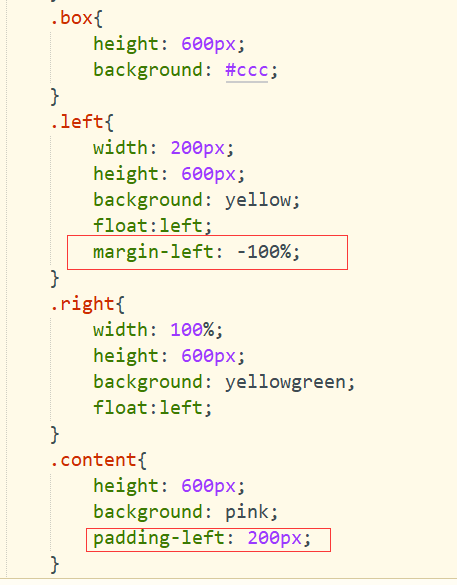 .box{
height: 600px;
background: #ccc;
}
.left{
width: 200px;
height: 600px;
background: yellow;
float:left;
margin-left: -100%;
}
.right{
width: 100%;
height: 600px;
background: yellowgreen;
float:left;
}
.content{
height: 600px;
background: pink;
padding-left: 200px;
}